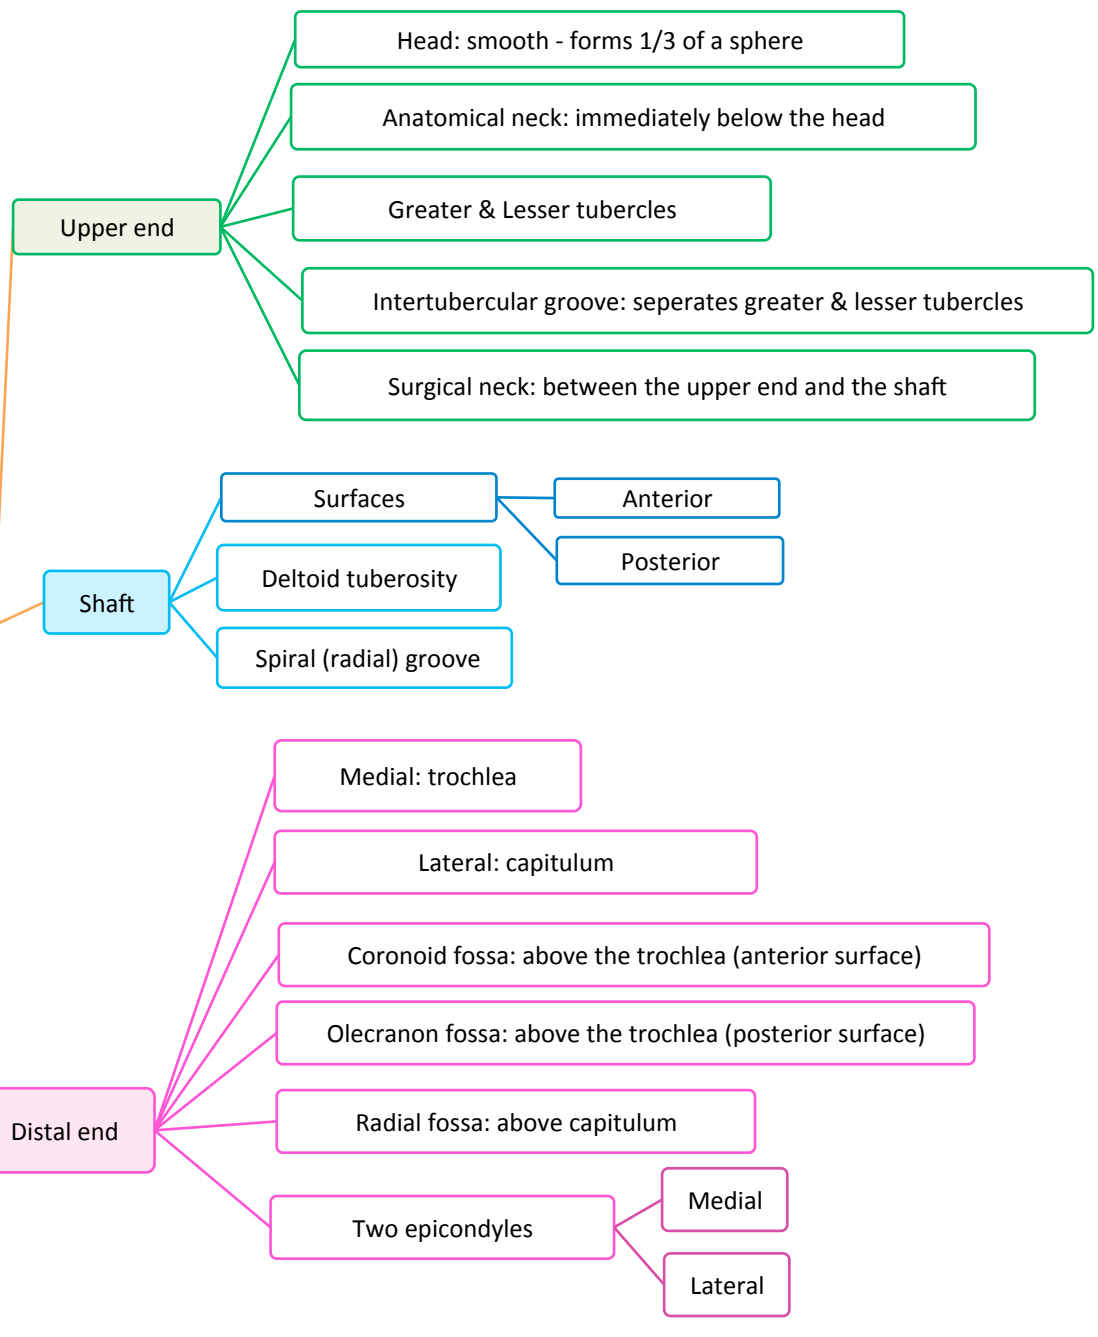 Head: smooth - forms 1/3 of a sphere
Anatomical neck: immediately below the head
Upper end
Greater & Lesser tubercles
Intertubercular groove: seperates greater & lesser tubercles
Surgical neck: between the upper end and the shaft
Shaft
Surfaces
Anterior
Posterior
Deltoid tuberosity
Spiral (radial) groove
Distal end
Medial: trochlea
Lateral: capitulum
Coronoid fossa: above the trochlea (anterior surface)
Olecranon fossa: above the trochlea (posterior surface)
Radial fossa: above capitulum
Two epicondyles
Medial
Lateral